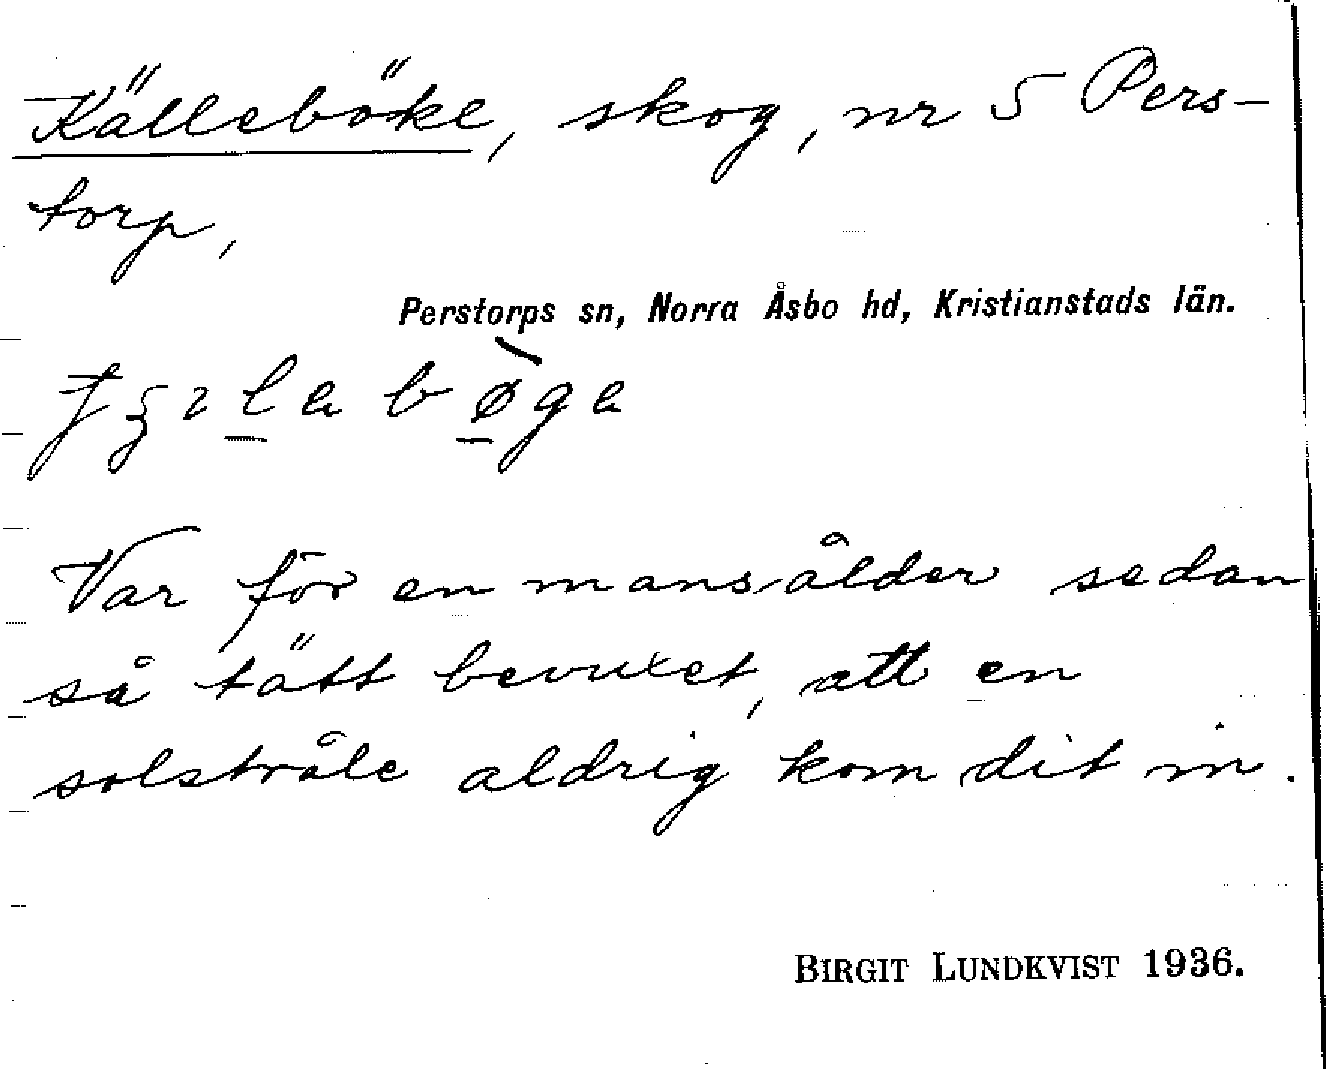 Källeböke, skog, nr 5 Pers-
torp,
Perstorps sn, Norra Åsbo hd, Kristianstads län.
Var för en mansålder sedan
så tätt bevuxet, att en
solstråle aldrig kom dit in.
BIRGIT LUNDKVIST 1936.